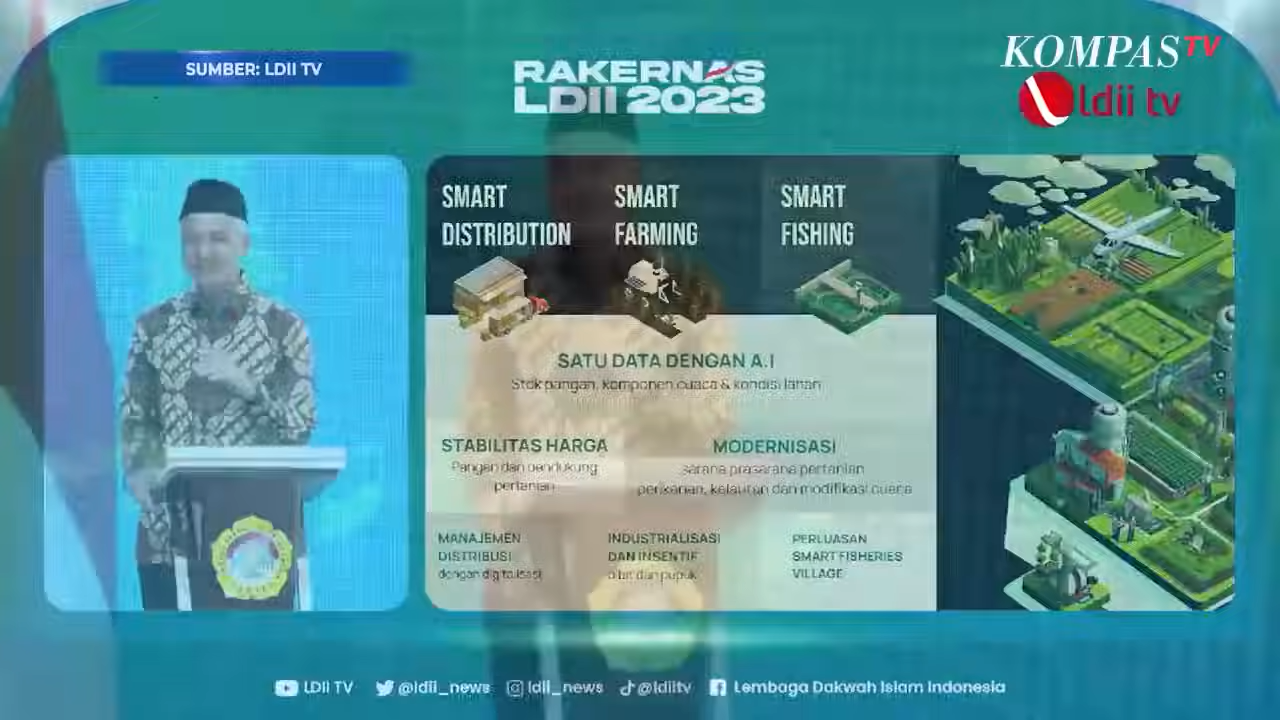 SUMBER: LDII TV
RAKERNAS
LDII 2023
KOMPAS TV
ldii tv
SMART
DISTRIBUTION
SMART
FARMING
SMART
FISHING
SATU DATA DENGAN A.I
Stok pangan, komponen cuaca & kondisi lahan
STABILITAS HARGA
Pangan dan pendukung
pertanian
MODERNISASI
sarana prasarana pertanian
perikanan, kelautan dan modifikasi cuaca
MANAJEMEN
DISTRIBUSI
dengan digitalisasi
INDUSTRIALISASI
DAN INSENTIF
bibit dan pupuk
PERLUASAN
SMART FISHERIES
VILLAGE
LDII TV @ldii_news ldii_news @ldiitv Lembaga Dakwah Islam Indonesia